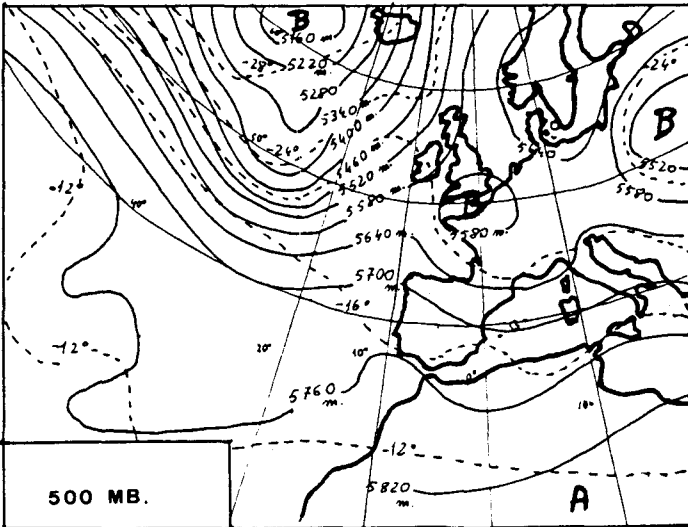 B
5160 m.
-28°
5220 m.
-24°
5280
5340 m.
B
50°
-24°
5400 m.
5460 m.
5520
5520 m.
5580
5580 m.
-12°
40°
B
5580 m.
5640 m.
5700 m.
-16°
-12°
20°
10°
0°
5760 m.
10°
-12°
5820 m.
A
500 MB.